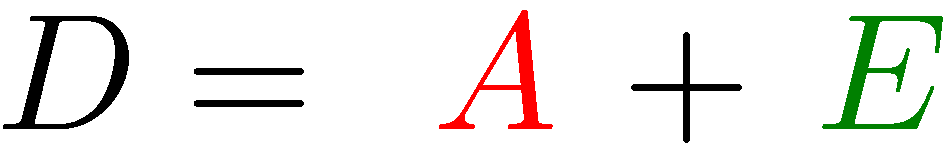 D = A + E